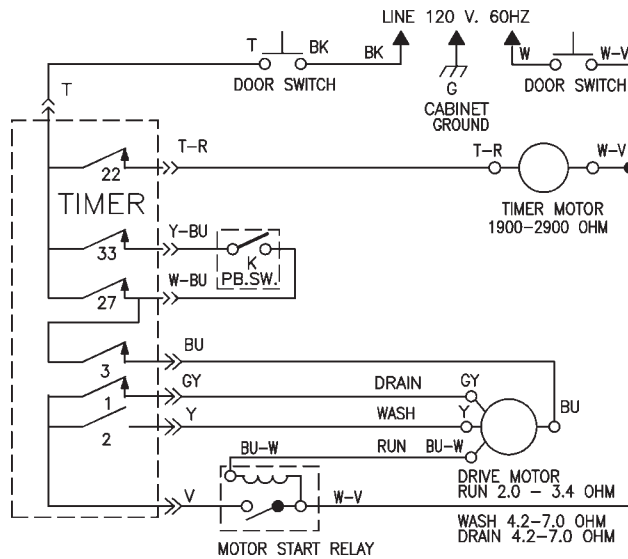 LINE 120 V. 60HZ
T
BK
BK
W
W-V
DOOR SWITCH
G
CABINET
GROUND
DOOR SWITCH
T
T-R
T-R
W-V
22
TIMER
TIMER MOTOR
1900-2900 OHM
Y-BU
33
K
PB.SW.
W-BU
27
BU
3
GY
DRAIN
GY
1
Y
WASH
Y
BU
2
BU-W
RUN
BU-W
DRIVE MOTOR
RUN 2.0 - 3.4 OHM
V
W-V
WASH 4.2-7.0 OHM
DRAIN 4.2-7.0 OHM
MOTOR START RELAY